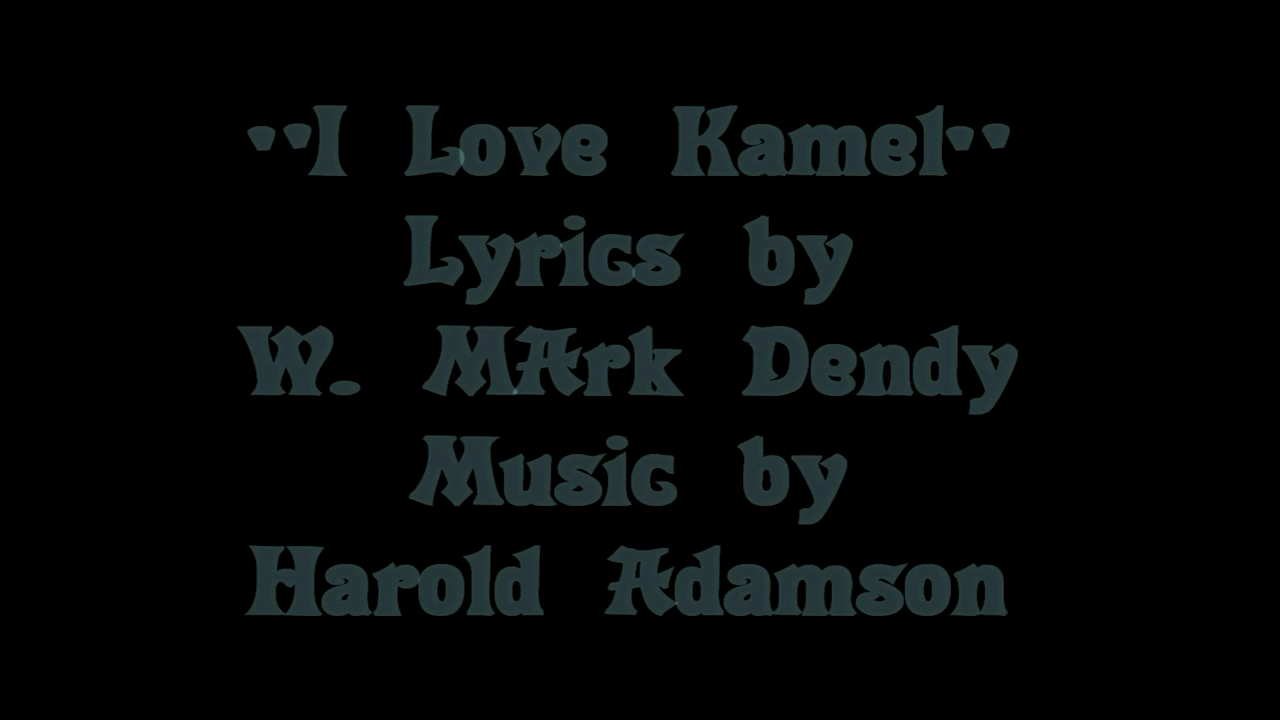 "I Love Kamel"
Lyrics by
W. MArk Dendy
Music by
Harold Adamson